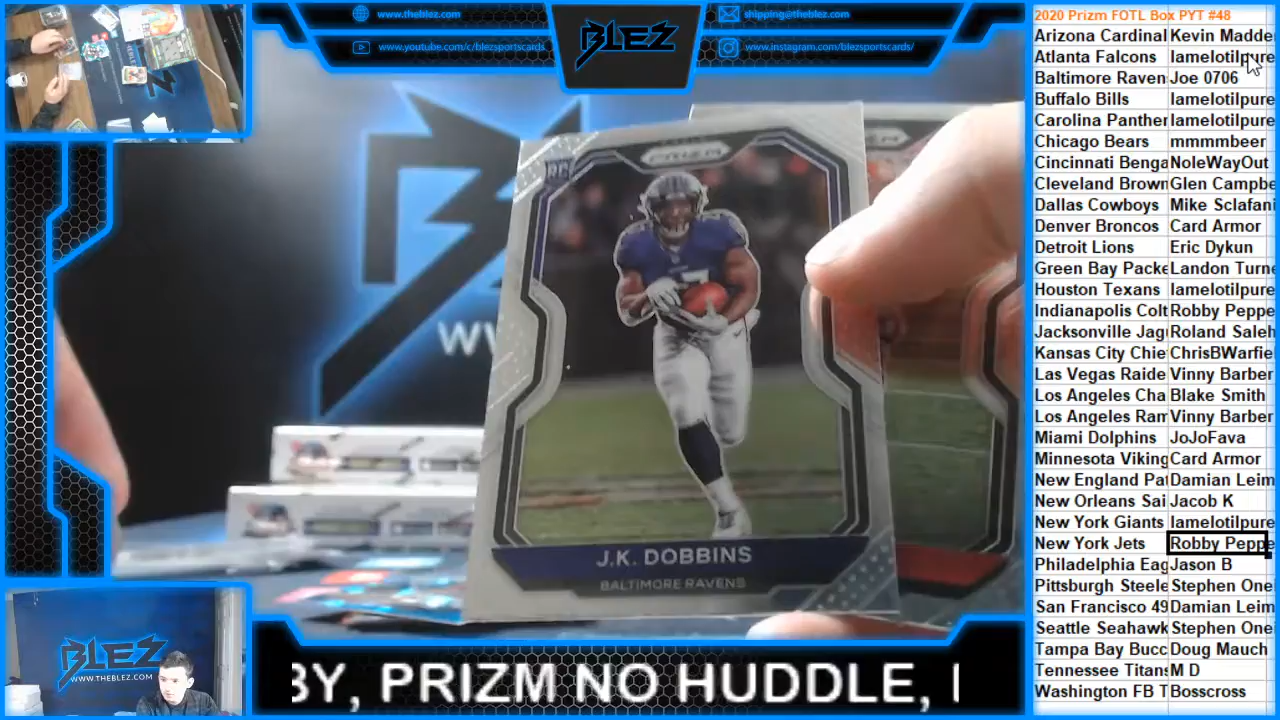 www.theblez.com
www.youtube.com/c/blezsportscards
BLEZ
shipping@theblez.com
www.instagram.com/blezsportscards/
RC
PRIZM
J.K. DOBBINS
BALTIMORE RAVENS
WW
BLEZ
WWW.THEBLEZ.COM
BY, PRIZM NO HUDDLE,
2020 Prizm FOTL Box PYT #48
Arizona Cardinal Kevin Madde
Atlanta Falcons Iamelotilpure
Baltimore Raven Joe 0706
Buffalo Bills Iamelotilpure
Carolina Panther Iamelotilpure
Chicago Bears mmmmbeer
Cincinnati Benga NoleWayOut
Cleveland Brown Glen Campbe
Dallas Cowboys Mike Sclafani
Denver Broncos Card Armor
Detroit Lions Eric Dykun
Green Bay Packe Landon Turne
Houston Texans Iamelotilpure
Indianapolis Colt Robby Peppe
Jacksonville Jag Roland Saleh
Kansas City Chie ChrisBWarfie
Las Vegas Raide Vinny Barber
Los Angeles Cha Blake Smith
Los Angeles Ram Vinny Barber
Miami Dolphins JoJoFava
Minnesota Viking Card Armor
New England Pat Damian Leim
New Orleans Sai Jacob K
New York Giants Iamelotilpure
New York Jets Robby Peppe
Philadelphia Eag Jason B
Pittsburgh Steele Stephen One
San Francisco 49 Damian Leim
Seattle Seahawk Stephen Onei
Tampa Bay Bucc Doug Mauch
Tennessee Titans M D
Washington FB T Bosscross